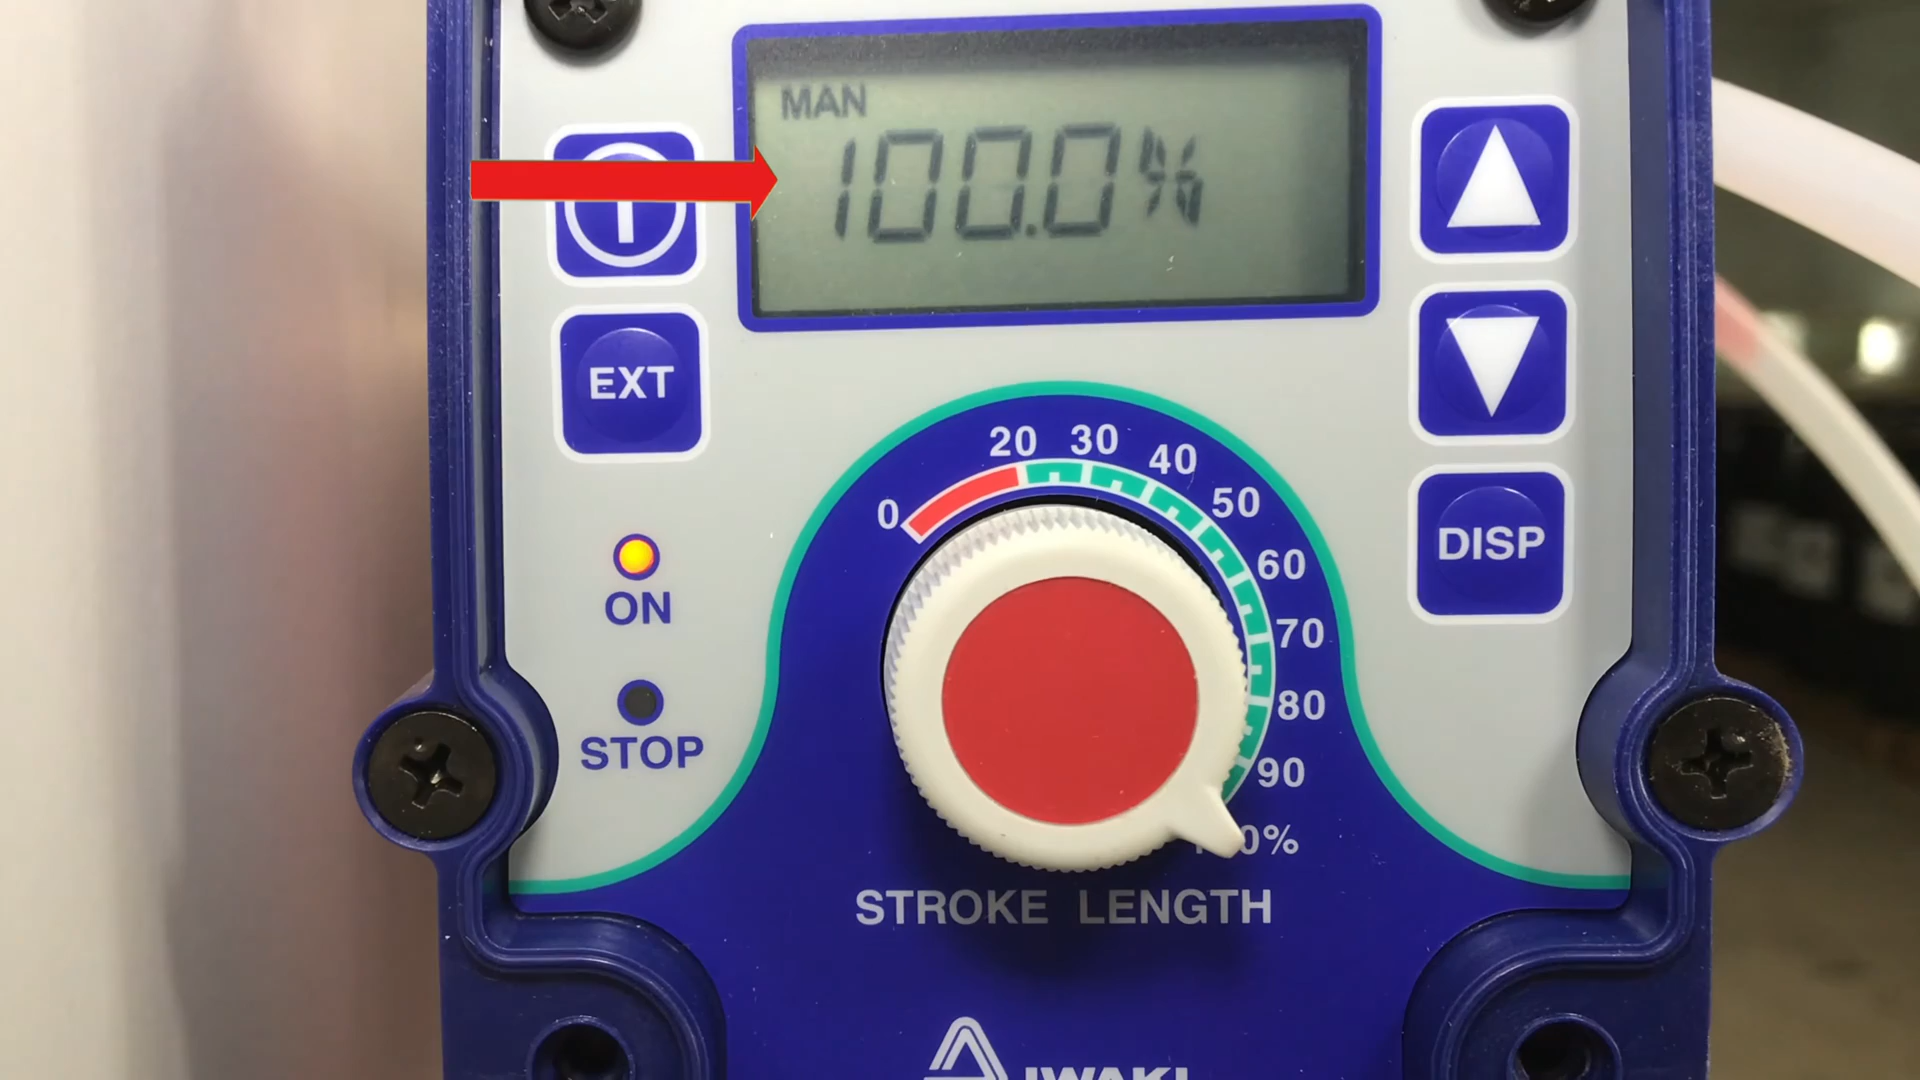 MAN
100.0%
EXT
20 30 40
0 50
60
ON
DISP
70
80
STOP
90
0%
STROKE LENGTH
IWAKI